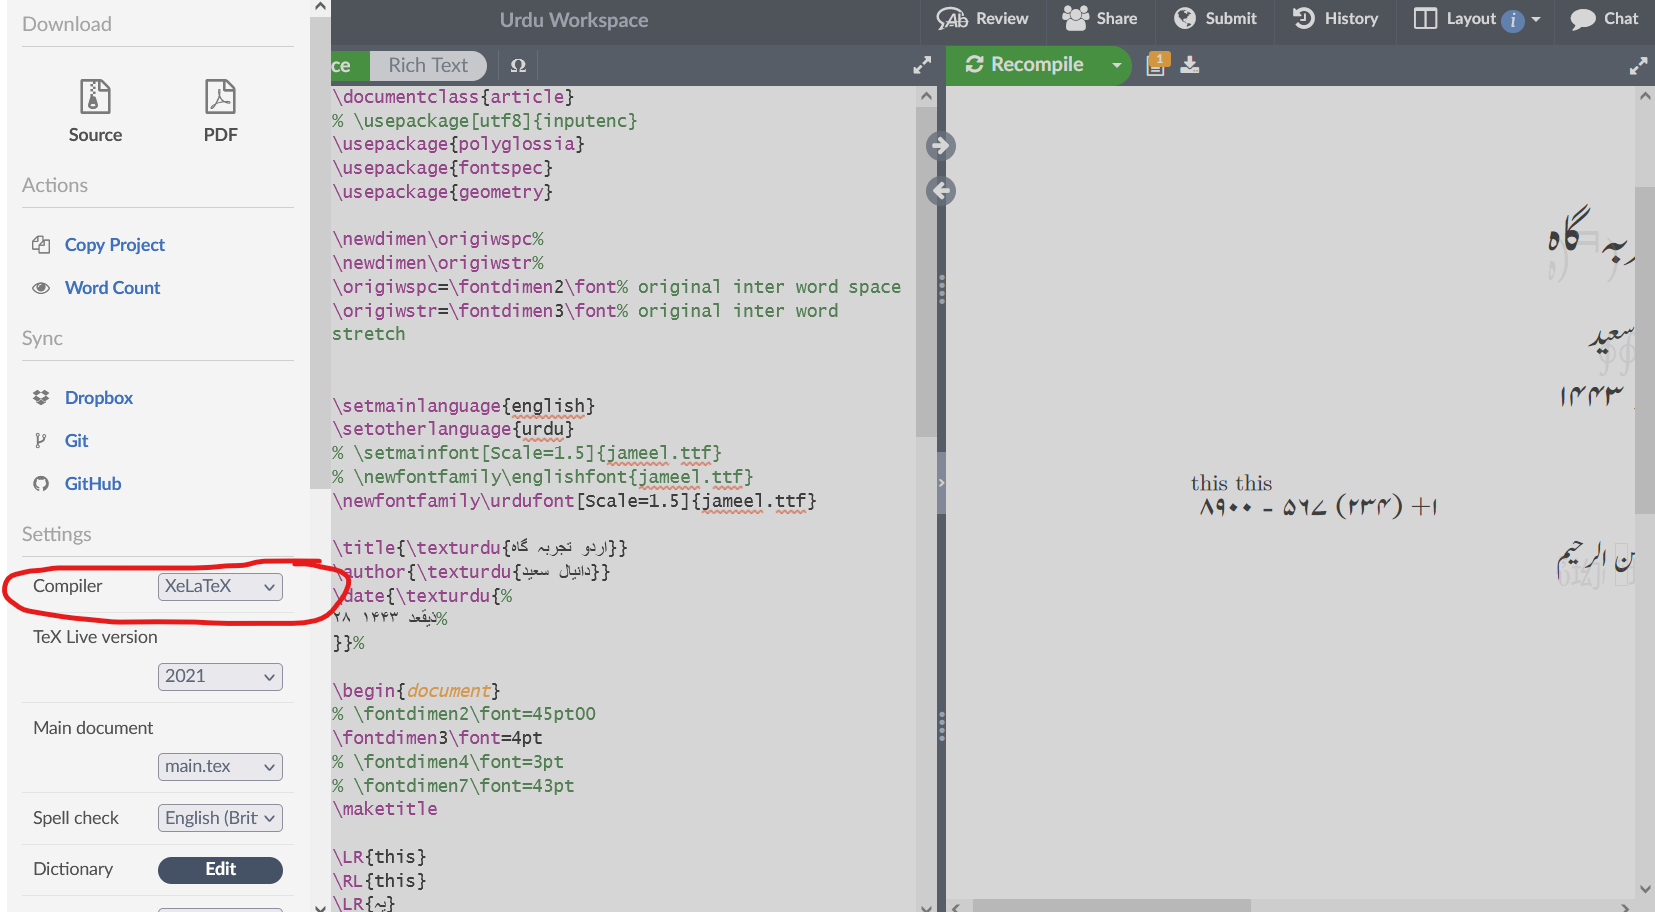 Download
Source
PDF
Actions
Copy Project
Word Count
Sync
Dropbox
Git
GitHub
Settings
Compiler XeLaTeX
TeX Live version
2021
Main document
main.tex
Spell check English (Brit
Dictionary Edit
Urdu Workspace
Review Share Submit History Layout i Chat
ce Rich Text Ω
Recompile 1
\documentclass{article}
% \usepackage[utf8]{inputenc}
\usepackage{polyglossia}
\usepackage{fontspec}
\usepackage{geometry}
\newdimen\origiwspc%
\newdimen\origiwstr%
\origiwspc=\fontdimen2\font% original inter word space
\origiwstr=\fontdimen3\font% original inter word
stretch
\setmainlanguage{english}
\setotherlanguage{urdu}
% \setmainfont[Scale=1.5]{jameel.ttf}
% \newfontfamily\englishfont{jameel.ttf}
\newfontfamily\urdufont[Scale=1.5]{jameel.ttf}
\title{\texturdu{اردو تجربہ گاہ}}
\author{\texturdu{دانیال سعید}}
\date{\texturdu{%
۲۸ ذیقعد ۱۴۴۳%
}}%
\begin{document}
% \fontdimen2\font=45pt00
\fontdimen3\font=4pt
% \fontdimen4\font=3pt
% \fontdimen7\font=43pt
\maketitle
\LR{this}
\RL{this}
\LR{یہ}
ربہ گاہ
سعید
۱۴۴۳
this this
۸۹۰۰ - ۵۶۷ (۲۳۴) +۱
ن الرحیم